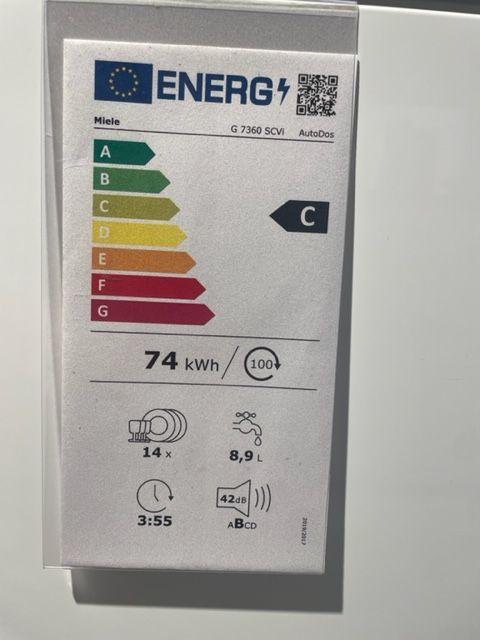 ENERG
Miele
G 7360 SCVi AutoDos
A
B
C
C
D
E
F
G
74 kWh / 100
14 x
8,9 L
42dB
3:55
ABCD
2019/2017